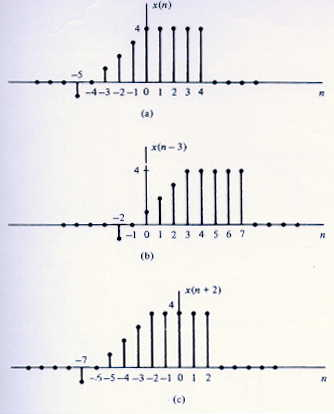 x(n)
4
-5
-4 -3 -2 -1 0 1 2 3 4 n
(a)
x(n-3)
4
-2
-1 0 1 2 3 4 5 6 7 n
(b)
x(n+2)
4
-7
-6 -5 -4 -3 -2 -1 0 1 2 n
(c)